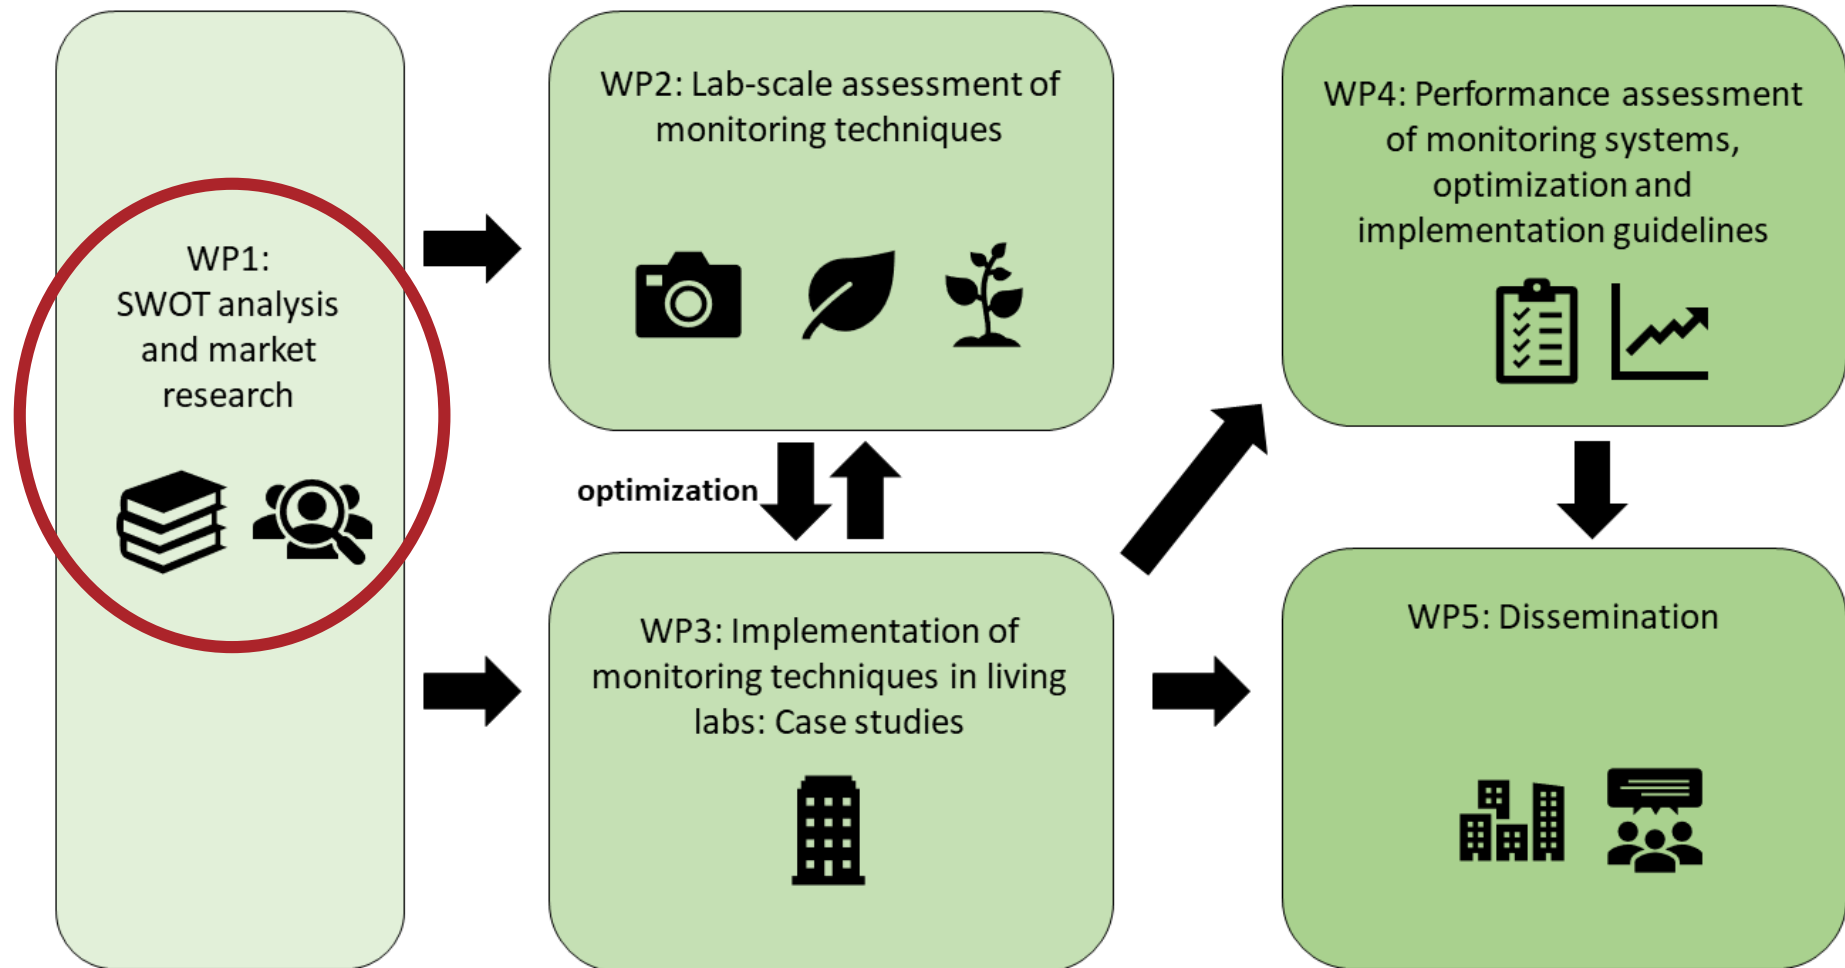 WP1:
SWOT analysis
and market
research
WP2: Lab-scale assessment of
monitoring techniques
optimization
WP3: Implementation of
monitoring techniques in living
labs: Case studies
WP4: Performance assessment
of monitoring systems,
optimization and
implementation guidelines
WP5: Dissemination